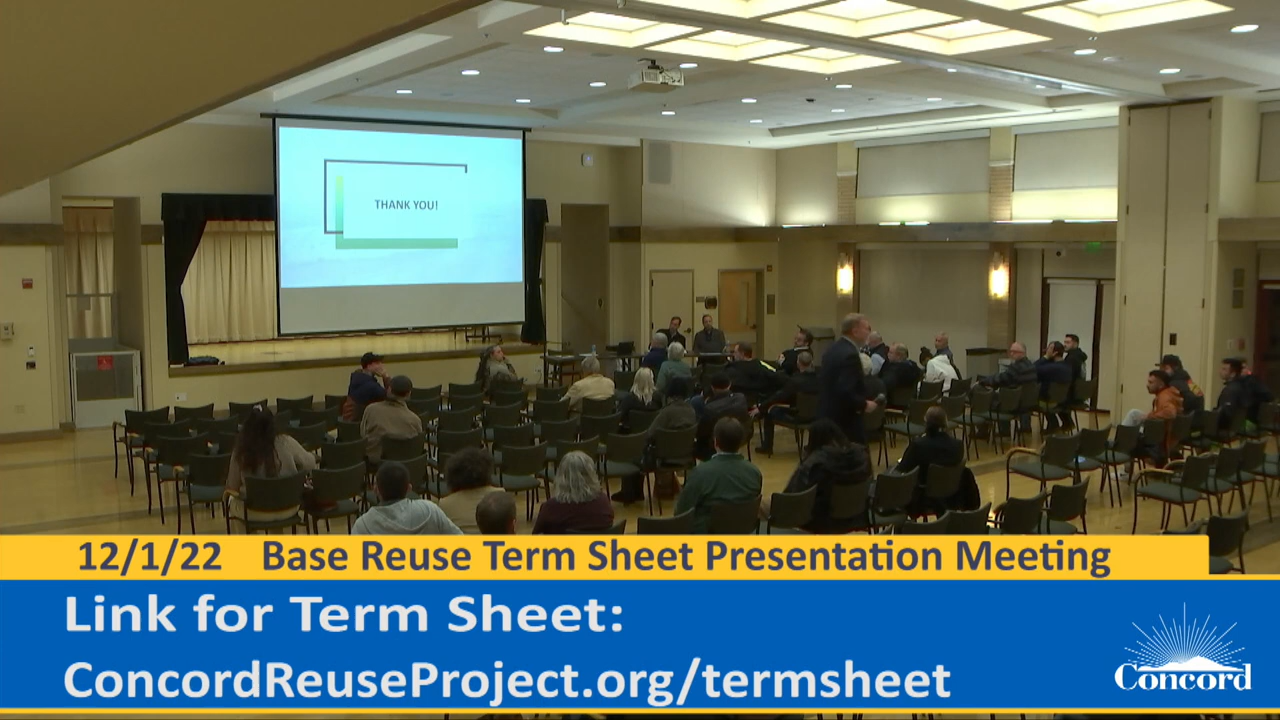 THANK YOU!
12/1/22 Base Reuse Term Sheet Presentation Meeting
Link for Term Sheet:
ConcordReuseProject.org/termsheet
Concord